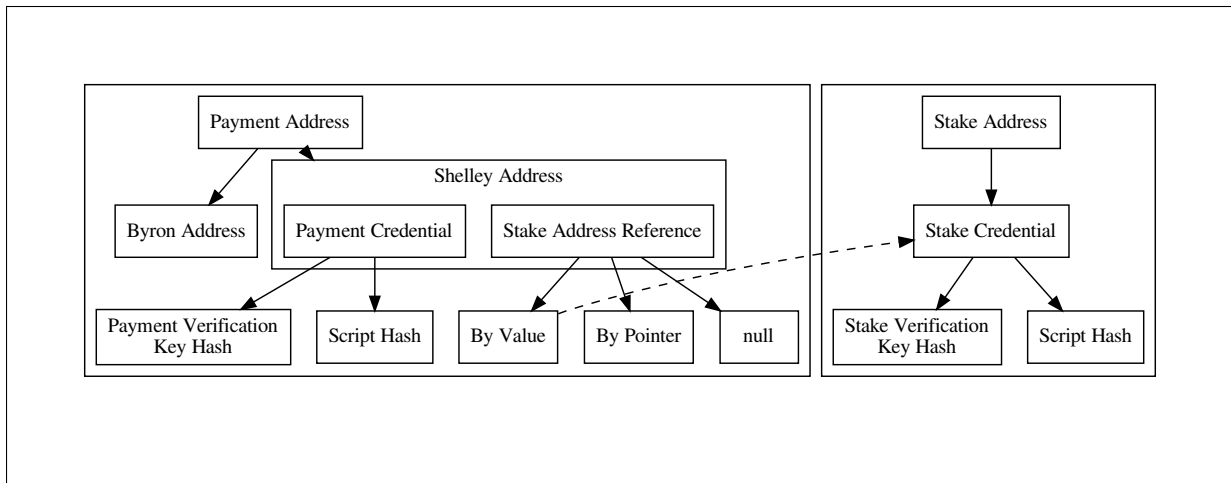 Payment Address
Stake Address
Shelley Address
Byron Address
Payment Credential
Stake Address Reference
Stake Credential
Payment Verification
Key Hash
Script Hash
By Value
By Pointer
null
Stake Verification
Key Hash
Script Hash